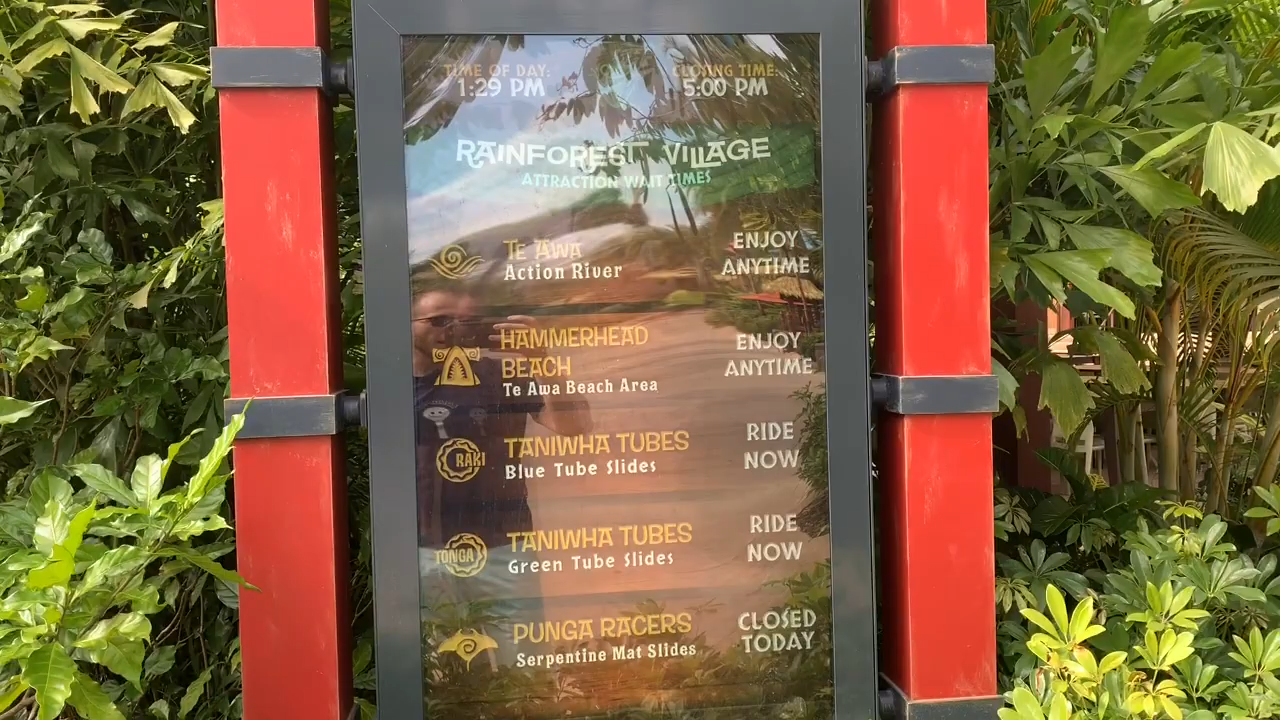 TIME OF DAY: CLOSING TIME:
1:29 PM 5:00 PM
RAINFOREST VILLAGE
ATTRACTION WAIT TIMES
TE AWA
Action River
ENJOY
ANYTIME
HAMMERHEAD
BEACH
Te Awa Beach Area
ENJOY
ANYTIME
RAKI
TANIWHA TUBES
Blue Tube Slides
RIDE
NOW
TONGA
TANIWHA TUBES
Green Tube Slides
RIDE
NOW
PUNGA RACERS
Serpentine Mat Slides
CLOSED
TODAY